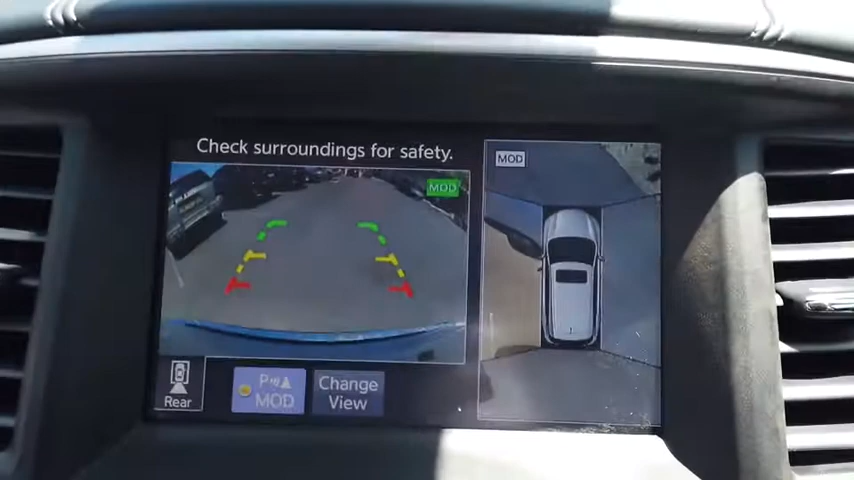 Check surroundings for safety.
MOD
MOD
Rear
P MOD
Change
View